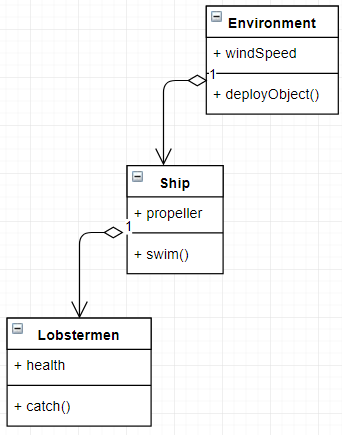 Environment
+ windSpeed
1
+ deployObject()
Ship
+ propeller
1
+ swim()
Lobstermen
+ health
+ catch()